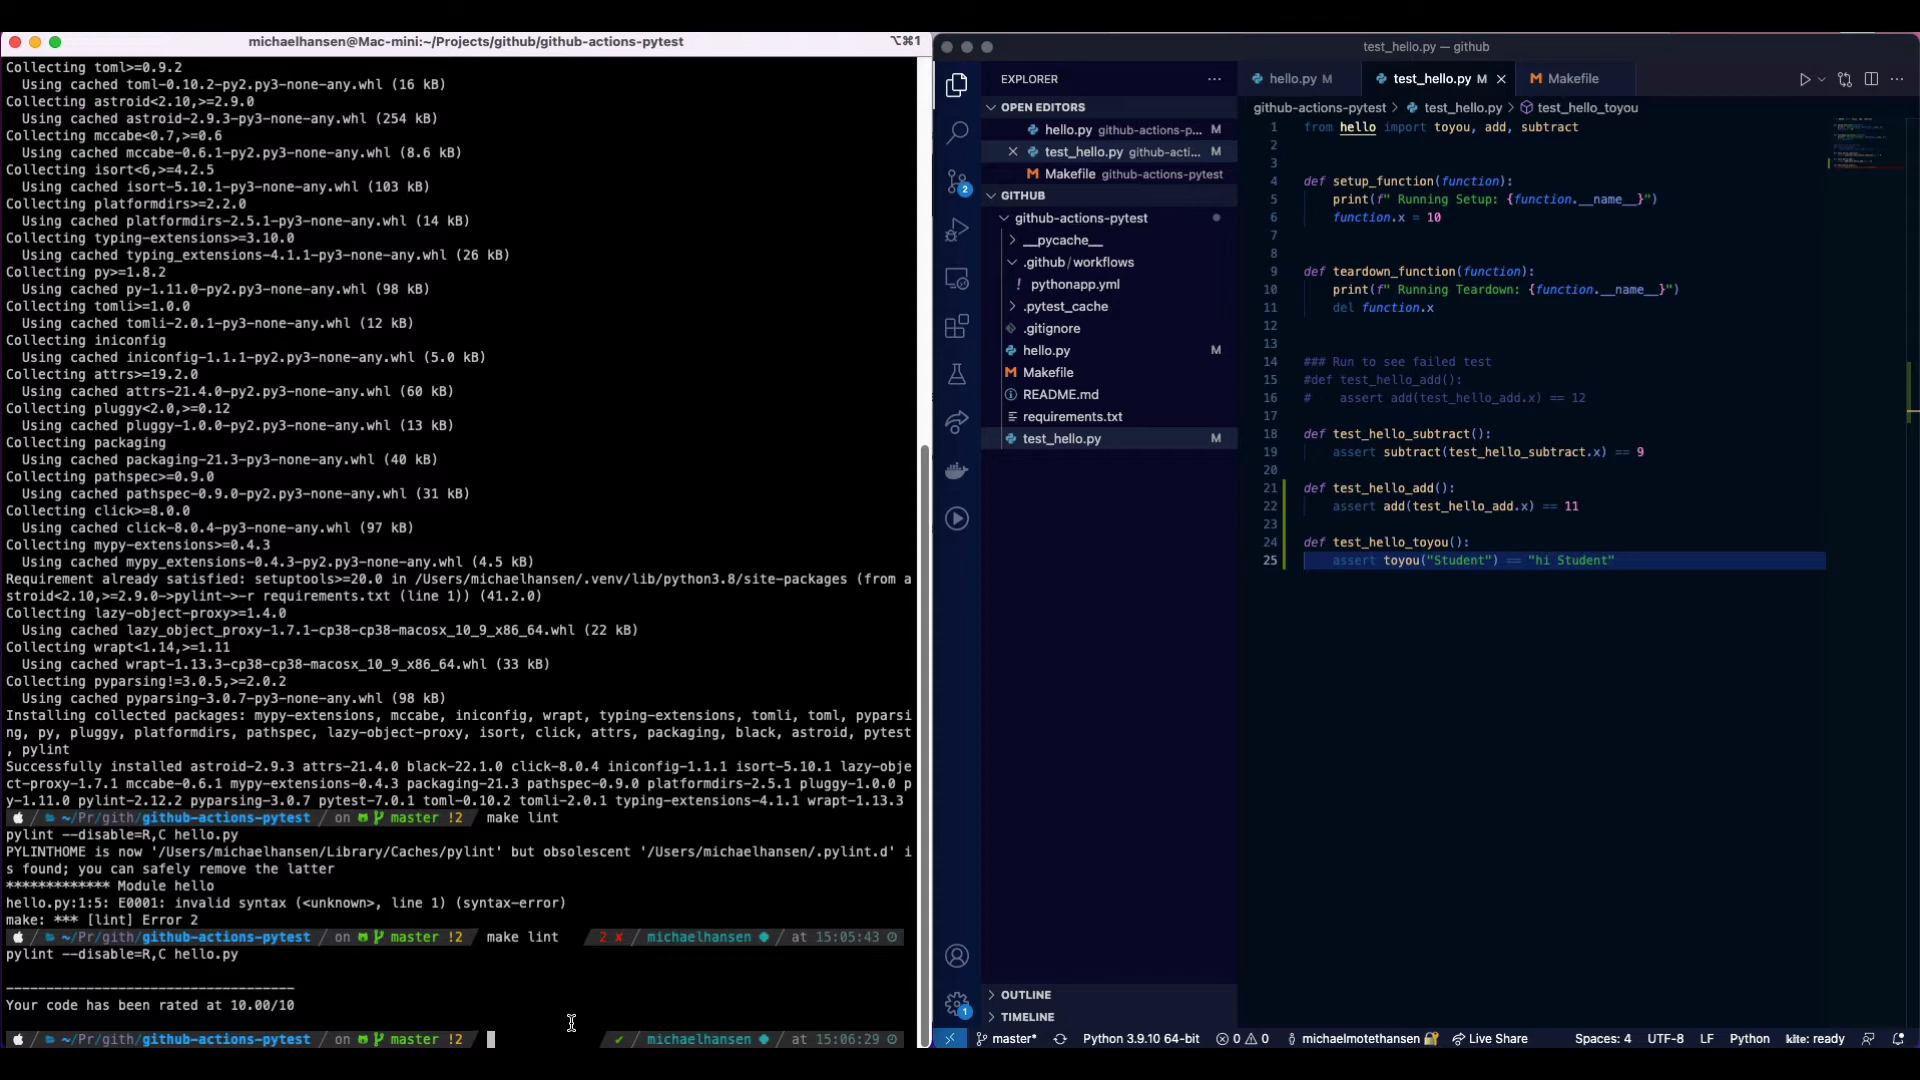 michaelhansen@Mac-mini:~/Projects/github/github-actions-pytest
⌥⌘1
Collecting toml>=0.9.2
  Using cached toml-0.10.2-py2.py3-none-any.whl (16 kB)
Collecting astroid<2.10,>=2.9.0
  Using cached astroid-2.9.3-py3-none-any.whl (254 kB)
Collecting mccabe<0.7,>=0.6
  Using cached mccabe-0.6.1-py2.py3-none-any.whl (8.6 kB)
Collecting isort<6,>=4.2.5
  Using cached isort-5.10.1-py3-none-any.whl (103 kB)
Collecting platformdirs>=2.2.0
  Using cached platformdirs-2.5.1-py3-none-any.whl (14 kB)
Collecting typing-extensions>=3.10.0
  Using cached typing_extensions-4.1.1-py3-none-any.whl (26 kB)
Collecting py>=1.8.2
  Using cached py-1.11.0-py2.py3-none-any.whl (98 kB)
Collecting tomli>=1.0.0
  Using cached tomli-2.0.1-py3-none-any.whl (12 kB)
Collecting iniconfig
  Using cached iniconfig-1.1.1-py2.py3-none-any.whl (5.0 kB)
Collecting attrs>=19.2.0
  Using cached attrs-21.4.0-py2.py3-none-any.whl (60 kB)
Collecting pluggy<2.0,>=0.12
  Using cached pluggy-1.0.0-py2.py3-none-any.whl (13 kB)
Collecting packaging
  Using cached packaging-21.3-py3-none-any.whl (40 kB)
Collecting pathspec>=0.9.0
  Using cached pathspec-0.9.0-py2.py3-none-any.whl (31 kB)
Collecting click>=8.0.0
  Using cached click-8.0.4-py3-none-any.whl (97 kB)
Collecting mypy-extensions>=0.4.3
  Using cached mypy_extensions-0.4.3-py2.py3-none-any.whl (4.5 kB)
Requirement already satisfied: setuptools>=20.0 in /Users/michaelhansen/.venv/lib/python3.8/site-packages (from a
stroid<2.10,>=2.9.0->pylint->-r requirements.txt (line 1)) (41.2.0)
Collecting lazy-object-proxy>=1.4.0
  Using cached lazy_object_proxy-1.7.1-cp38-cp38-macosx_10_9_x86_64.whl (22 kB)
Collecting wrapt<1.14,>=1.11
  Using cached wrapt-1.13.3-cp38-cp38-macosx_10_9_x86_64.whl (33 kB)
Collecting pyparsing!=3.0.5,>=2.0.2
  Using cached pyparsing-3.0.7-py3-none-any.whl (98 kB)
Installing collected packages: mypy-extensions, mccabe, iniconfig, wrapt, typing-extensions, tomli, toml, pyparsi
ng, py, pluggy, platformdirs, pathspec, lazy-object-proxy, isort, click, attrs, packaging, black, astroid, pytest
, pylint
Successfully installed astroid-2.9.3 attrs-21.4.0 black-22.1.0 click-8.0.4 iniconfig-1.1.1 isort-5.10.1 lazy-obje
ct-proxy-1.7.1 mccabe-0.6.1 mypy-extensions-0.4.3 packaging-21.3 pathspec-0.9.0 platformdirs-2.5.1 pluggy-1.0.0 p
y-1.11.0 pylint-2.12.2 pyparsing-3.0.7 pytest-7.0.1 toml-0.10.2 tomli-2.0.1 typing-extensions-4.1.1 wrapt-1.13.3
~/Pr/gith/github-actions-pytest on master !2 make lint
pylint --disable=R,C hello.py
PYLINTHOME is now '/Users/michaelhansen/Library/Caches/pylint' but obsolescent '/Users/michaelhansen/.pylint.d' i
s found; you can safely remove the latter
************* Module hello
hello.py:1:5: E0001: invalid syntax (<unknown>, line 1) (syntax-error)
make: *** [lint] Error 2
~/Pr/gith/github-actions-pytest on master !2 make lint 2 ✘ michaelhansen at 15:05:43
pylint --disable=R,C hello.py
------------------------------------
Your code has been rated at 10.00/10
~/Pr/gith/github-actions-pytest on master !2 ✔ michaelhansen at 15:06:29
test_hello.py — github
EXPLORER
OPEN EDITORS
hello.py github-actions-p... M
test_hello.py github-acti... M
Makefile github-actions-pytest
GITHUB
github-actions-pytest
__pycache__
.github/workflows
! pythonapp.yml
.pytest_cache
.gitignore
hello.py M
Makefile
README.md
requirements.txt
test_hello.py M
OUTLINE
TIMELINE
2
1
hello.py M
test_hello.py M
Makefile
github-actions-pytest > test_hello.py > test_hello_toyou
1 from hello import toyou, add, subtract
2
3
4 def setup_function(function):
5     print(f" Running Setup: {function.__name__}")
6     function.x = 10
7
8
9 def teardown_function(function):
10     print(f" Running Teardown: {function.__name__}")
11     del function.x
12
13
14 ### Run to see failed test
15 #def test_hello_add():
16 #    assert add(test_hello_add.x) == 12
17
18 def test_hello_subtract():
19     assert subtract(test_hello_subtract.x) == 9
20
21 def test_hello_add():
22     assert add(test_hello_add.x) == 11
23
24 def test_hello_toyou():
25     assert toyou("Student") == "hi Student"
master* Python 3.9.10 64-bit 0 0 michaelmotethansen Live Share Spaces: 4 UTF-8 LF Python kite: ready